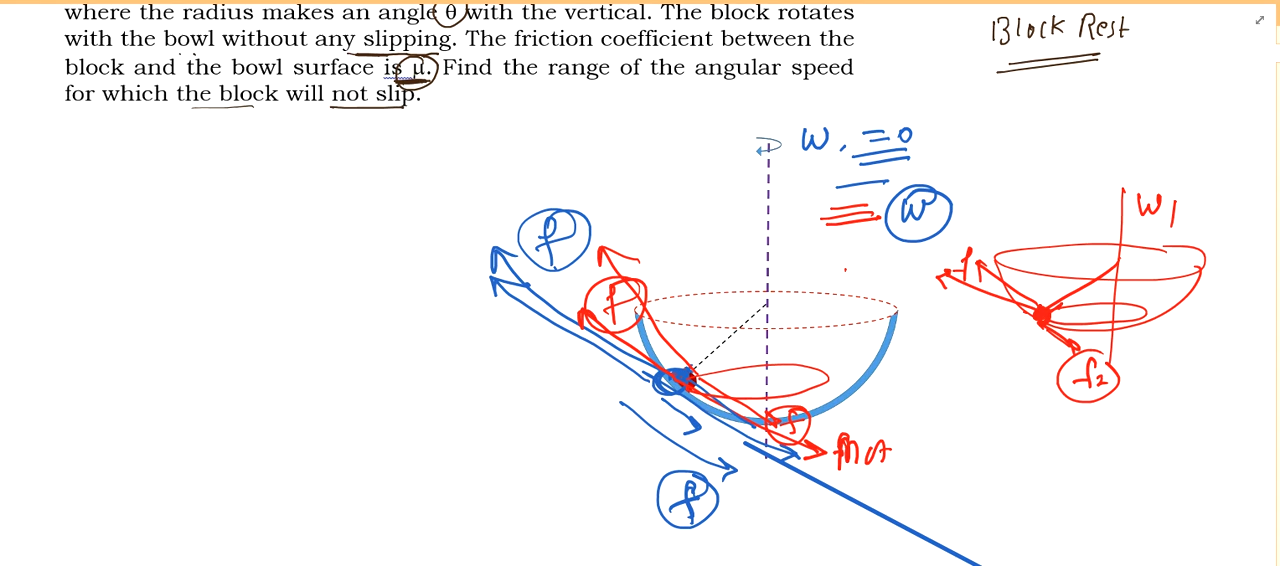 where the radius makes an angle θ with the vertical. The block rotates
with the bowl without any slipping. The friction coefficient between the
block and the bowl surface is μ. Find the range of the angular speed
for which the block will not slip.
Block Rest
ω, = 0
ω
ω1
f
f
f
f
f2
f